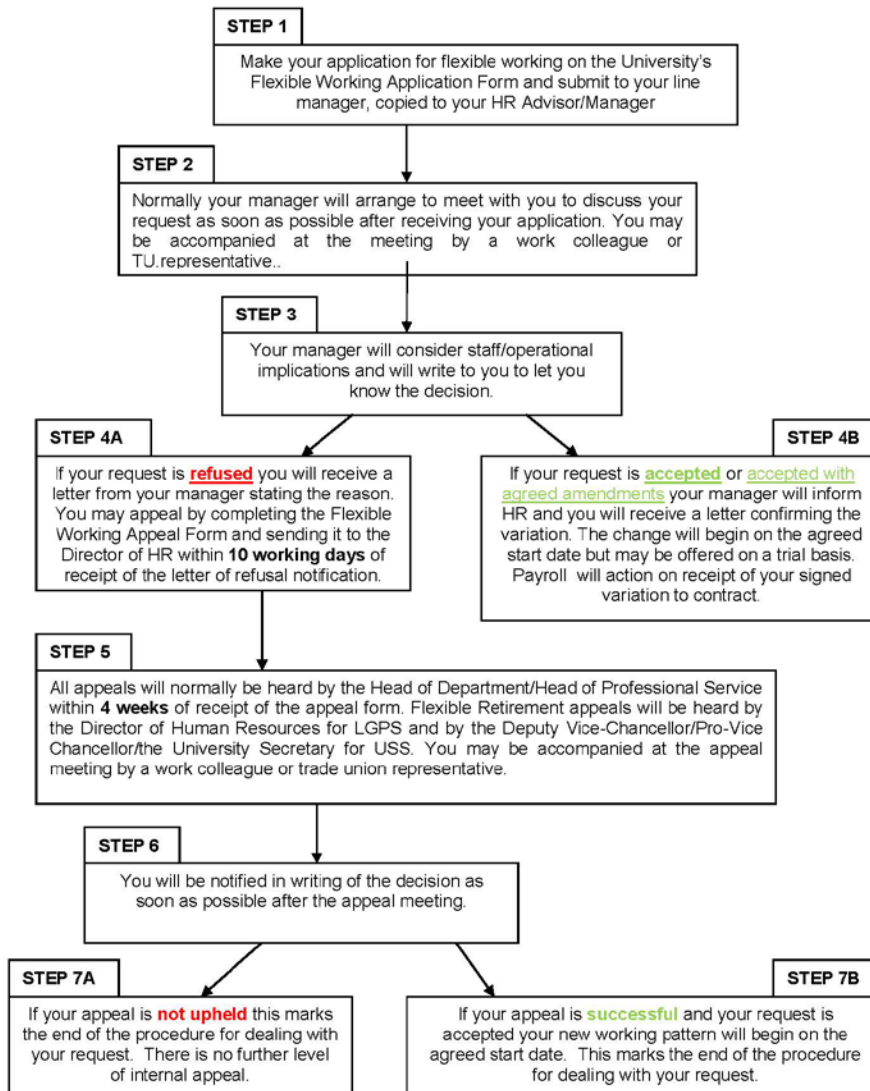 STEP 1
Make your application for flexible working on the University's
Flexible Working Application Form and submit to your line
manager, copied to your HR Advisor/Manager
STEP 2
Normally your manager will arrange to meet with you to discuss your
request as soon as possible after receiving your application. You may
be accompanied at the meeting by a work colleague or
TU.representative..
STEP 3
Your manager will consider staff/operational
implications and will write to you to let you
know the decision.
STEP 4A
If your request is refused you will receive a
letter from your manager stating the reason.
You may appeal by completing the Flexible
Working Appeal Form and sending it to the
Director of HR within 10 working days of
receipt of the letter of refusal notification.
STEP 4B
If your request is accepted or accepted with
agreed amendments your manager will inform
HR and you will receive a letter confirming the
variation. The change will begin on the agreed
start date but may be offered on a trial basis.
Payroll will action on receipt of your signed
variation to contract.
STEP 5
All appeals will normally be heard by the Head of Department/Head of Professional Service
within 4 weeks of receipt of the appeal form. Flexible Retirement appeals will be heard by
the Director of Human Resources for LGPS and by the Deputy Vice-Chancellor/Pro-Vice
Chancellor/the University Secretary for USS. You may be accompanied at the appeal
meeting by a work colleague or trade union representative.
STEP 6
You will be notified in writing of the decision as
soon as possible after the appeal meeting.
STEP 7A
If your appeal is not upheld this marks
the end of the procedure for dealing with
your request. There is no further level
of internal appeal.
STEP 7B
If your appeal is successful and your request is
accepted your new working pattern will begin on the
agreed start date. This marks the end of the procedure
for dealing with your request.